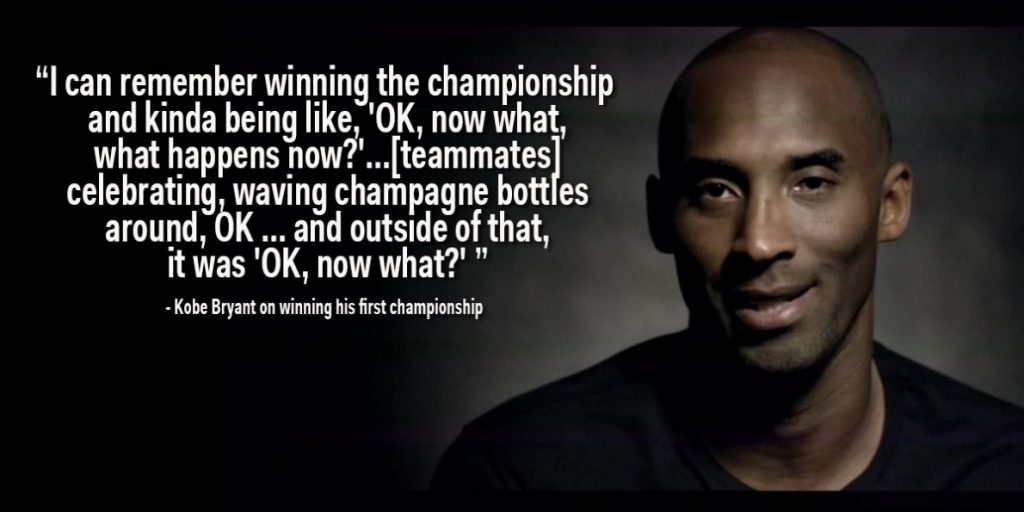 “I can remember winning the championship
and kinda being like, 'OK, now what,
what happens now?'...[teammates]
celebrating, waving champagne bottles
around, OK ... and outside of that,
it was 'OK, now what?' ”
- Kobe Bryant on winning his first championship